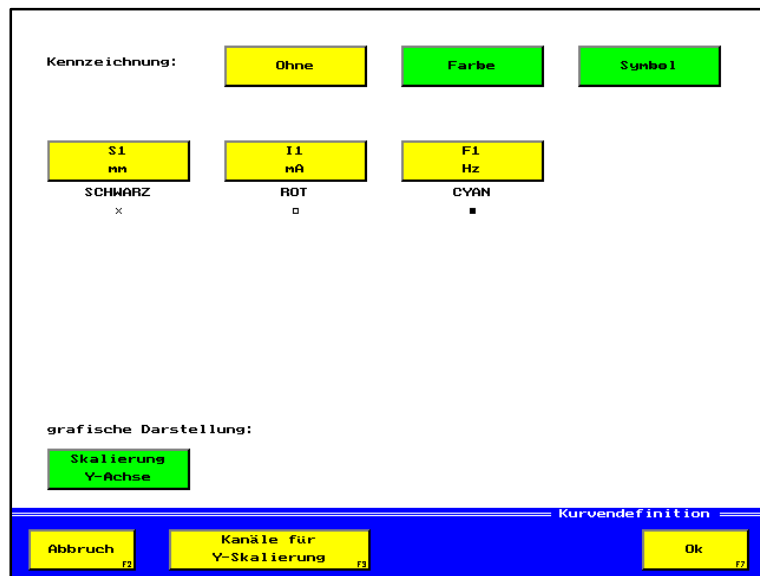 Kennzeichnung:
Ohne
Farbe
Symbol
S1
mm
I1
mA
F1
Hz
SCHWARZ
ROT
CYAN
grafische Darstellung:
Skalierung
Y-Achse
Kurvendefinition
Abbruch
F2
Kanäle für
Y-Skalierung
F3
Ok
F7